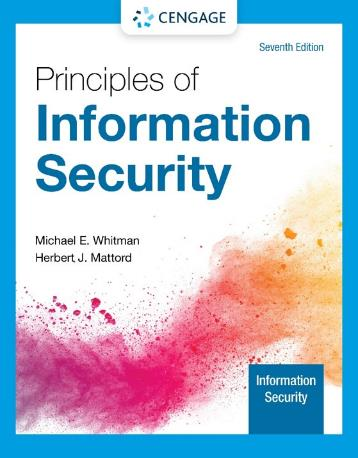 CENGAGE
Seventh Edition
Principles of
Information
Security
Michael E. Whitman
Herbert J. Mattord
Information
Security